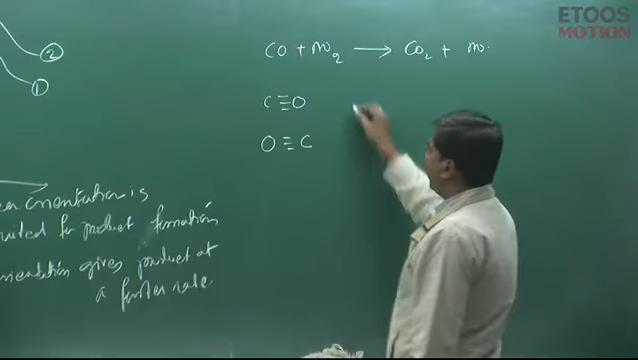 ETOOS
MOTION
②
①
CO + NO₂ ⟶ CO₂ + NO.
C ≡ O
O ≡ C
orientation is
for product formation
orientation gives product at
a faster rate.